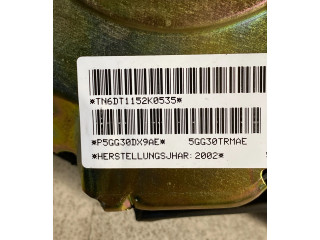 *TN6DT1152K0535*
*P5GG30DX9AE* 5GG30TRMAE
*HERSTELLUNGSJHAR: 2002*